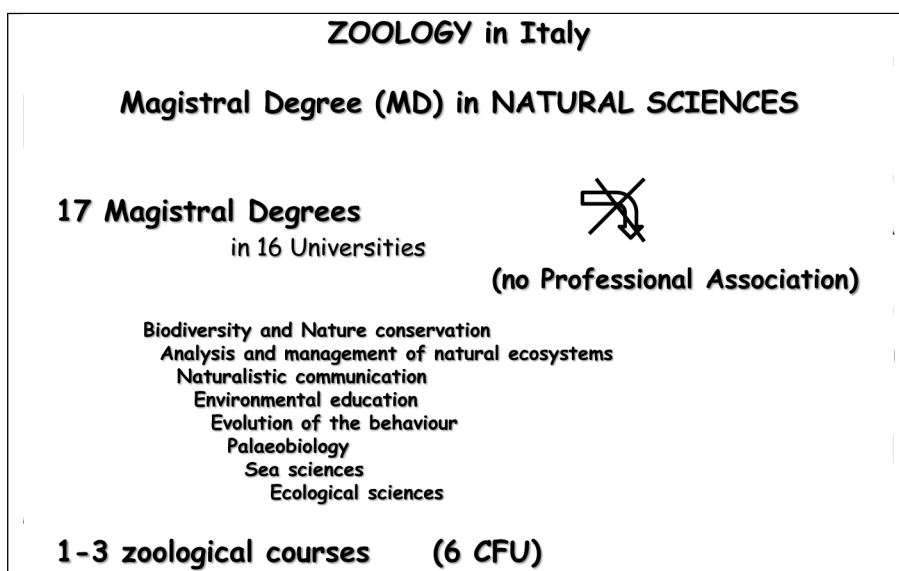 ZOOLOGY in Italy
Magistral Degree (MD) in NATURAL SCIENCES
17 Magistral Degrees
in 16 Universities
(no Professional Association)
Biodiversity and Nature conservation
Analysis and management of natural ecosystems
Naturalistic communication
Environmental education
Evolution of the behaviour
Palaeobiology
Sea sciences
Ecological sciences
1-3 zoological courses (6 CFU)